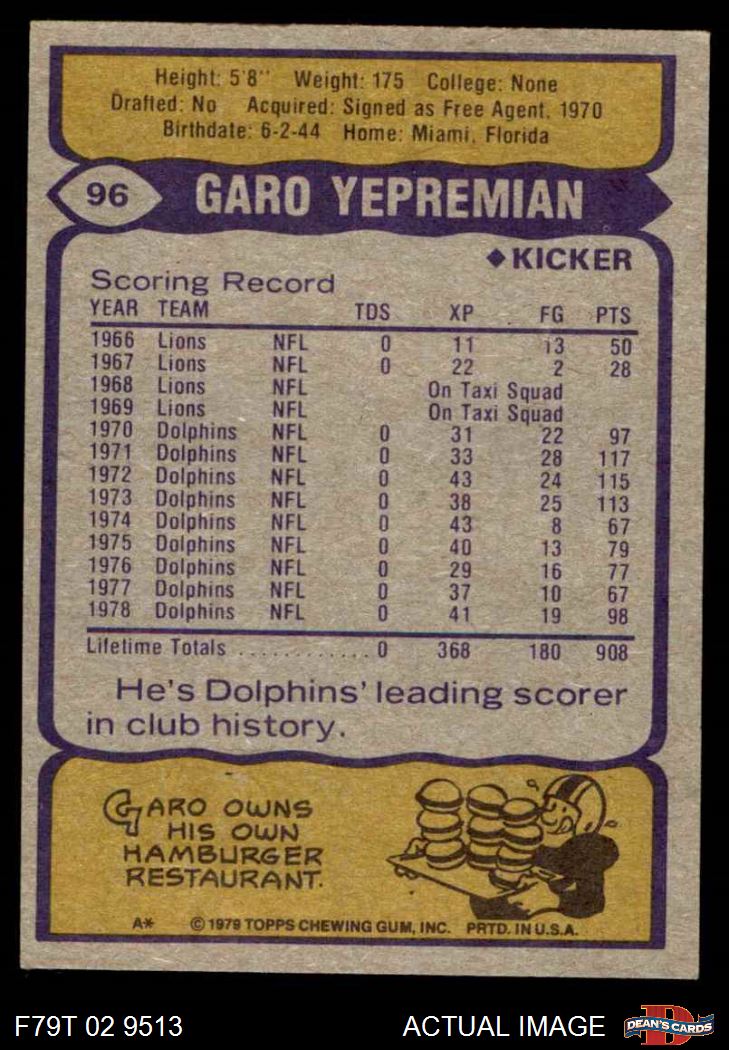 Height: 5'8" Weight: 175 College: None
Drafted: No Acquired: Signed as Free Agent, 1970
Birthdate: 6-2-44 Home: Miami, Florida
96 GARO YEPREMIAN
◆KICKER
Scoring Record
YEAR TEAM TDS XP FG PTS
1966 Lions NFL 0 11 13 50
1967 Lions NFL 0 22 2 28
1968 Lions NFL On Taxi Squad
1969 Lions NFL On Taxi Squad
1970 Dolphins NFL 0 31 22 97
1971 Dolphins NFL 0 33 28 117
1972 Dolphins NFL 0 43 24 115
1973 Dolphins NFL 0 38 25 113
1974 Dolphins NFL 0 43 8 67
1975 Dolphins NFL 0 40 13 79
1976 Dolphins NFL 0 29 16 77
1977 Dolphins NFL 0 37 10 67
1978 Dolphins NFL 0 41 19 98
Lifetime Totals ............ 0 368 180 908
He's Dolphins' leading scorer
in club history.
GARO OWNS
HIS OWN
HAMBURGER
RESTAURANT.
A* © 1979 TOPPS CHEWING GUM, INC. PRTD. IN U.S.A.
F79T 02 9513 ACTUAL IMAGE D DEAN'S CARDS